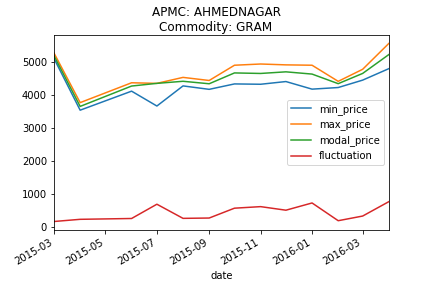 APMC: AHMEDNAGAR
Commodity: GRAM
5000
4000
3000
2000
1000
0
min_price
max_price
modal_price
fluctuation
2015-03
2015-05
2015-07
2015-09
2015-11
2016-01
2016-03
date